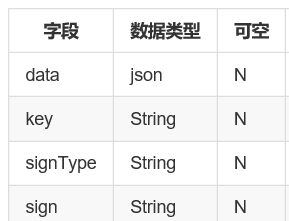 字段 数据类型 可空
data json N
key String N
signType String N
sign String N